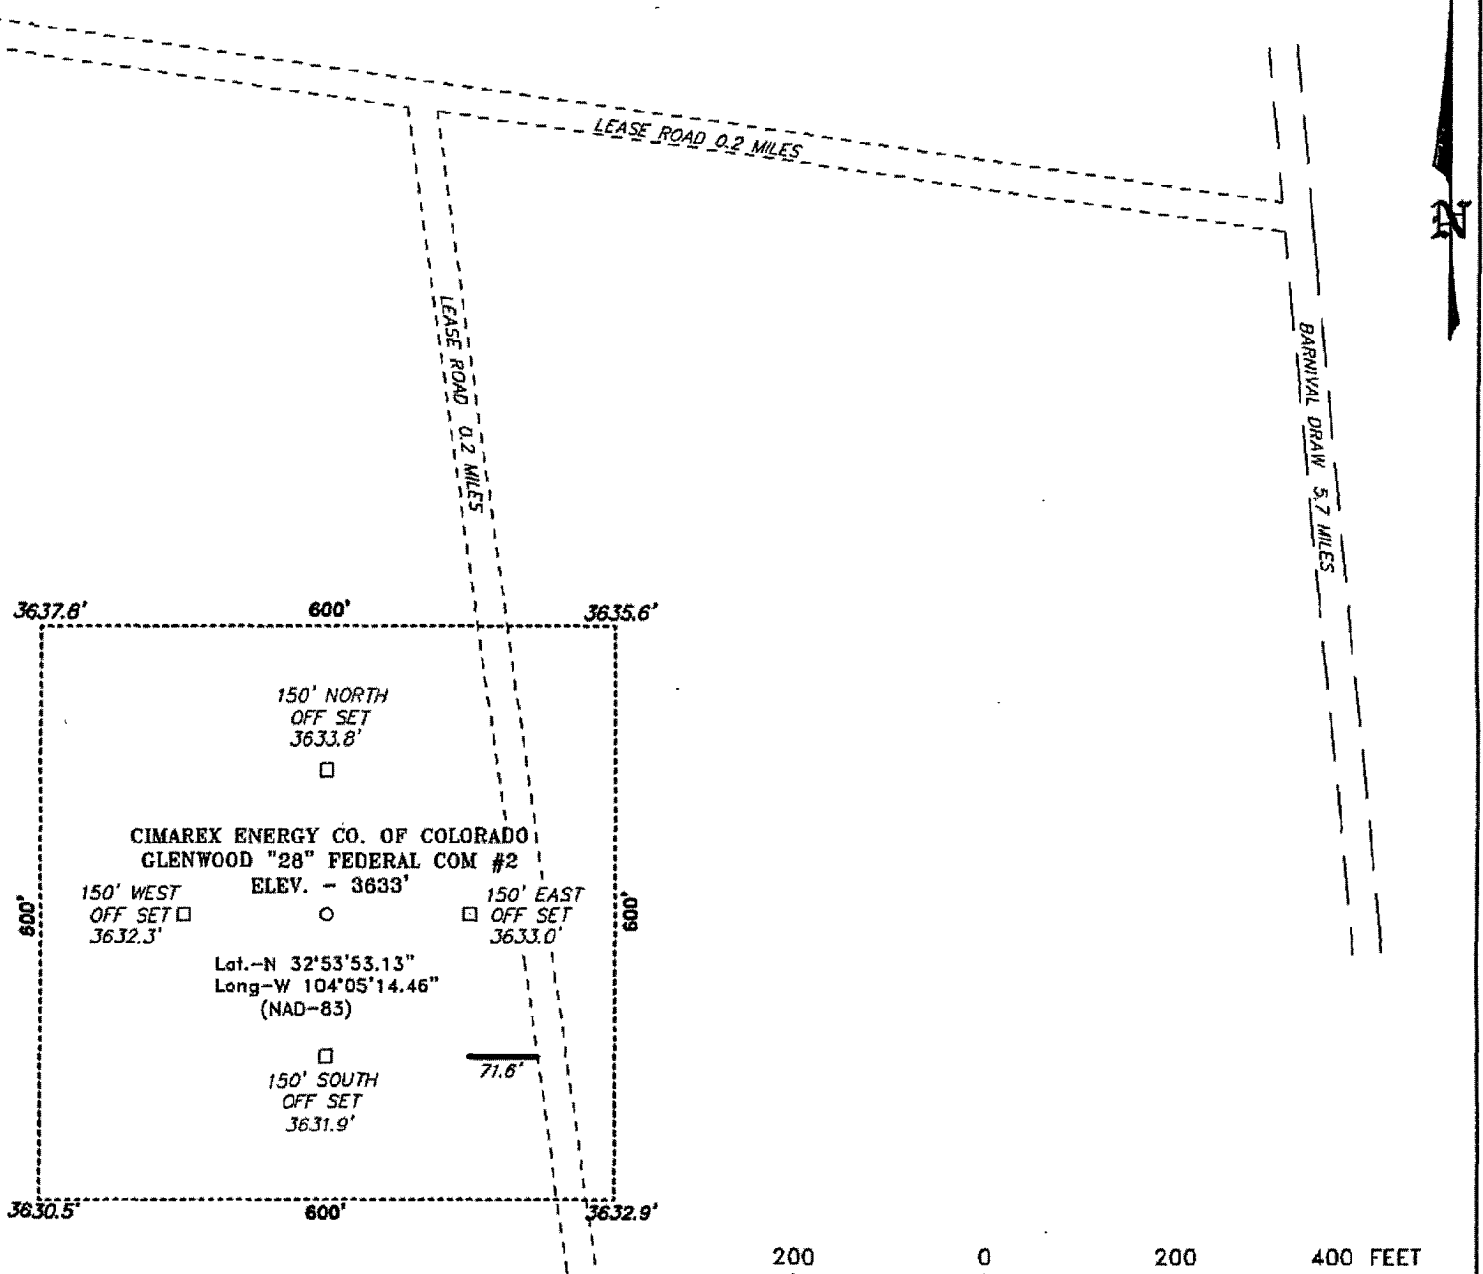 LEASE ROAD 0.2 MILES
N
LEASE ROAD 0.2 MILES
BARNIVAL DRAW 5.7 MILES
3637.8'
600'
3635.6'
150' NORTH
OFF SET
3633.8'
CIMAREX ENERGY CO. OF COLORADO
GLENWOOD "28" FEDERAL COM #2
ELEV. - 3633'
150' WEST
OFF SET
3632.3'
150' EAST
OFF SET
3633.0'
600'
600'
Lat.-N 32°53'53.13"
Long-W 104°05'14.46"
(NAD-83)
71.6'
150' SOUTH
OFF SET
3631.9'
3630.5'
600'
3632.9'
200 0 200 400 FEET